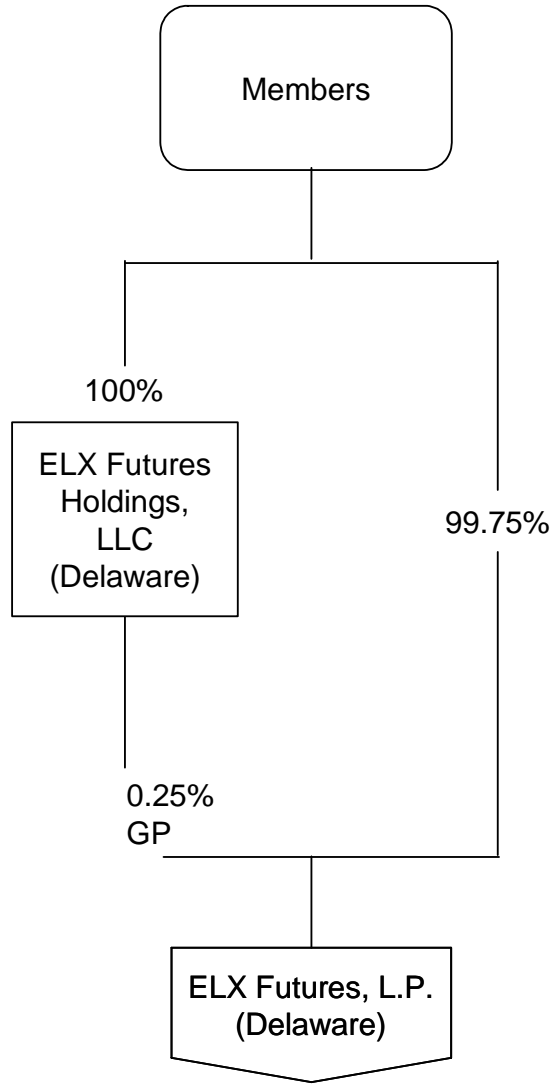 Members
100%
ELX Futures
Holdings,
LLC
(Delaware)
99.75%
0.25%
GP
ELX Futures, L.P.
(Delaware)